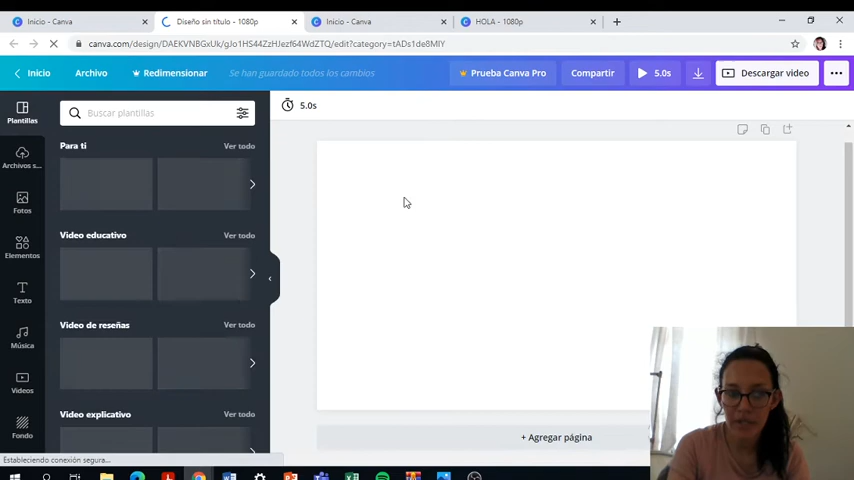 Inicio - Canva
Diseño sin título - 1080p
Inicio - Canva
HOLA - 1080p
canva.com/design/DAEKVNBGxUk/gJo1HS44ZzHJezf64WdZTQ/edit?category=tADs1de8MIY
Inicio
Archivo
Redimensionar
Se han guardado todos los cambios
Prueba Canva Pro
Compartir
5.0s
Descargar video
Plantillas
Buscar plantillas
5.0s
Archivos s...
Para ti
Ver todo
Fotos
Video educativo
Ver todo
Elementos
Texto
Video de reseñas
Ver todo
Música
Videos
Video explicativo
Ver todo
Fondo
+ Agregar página
Estableciendo conexión segura...